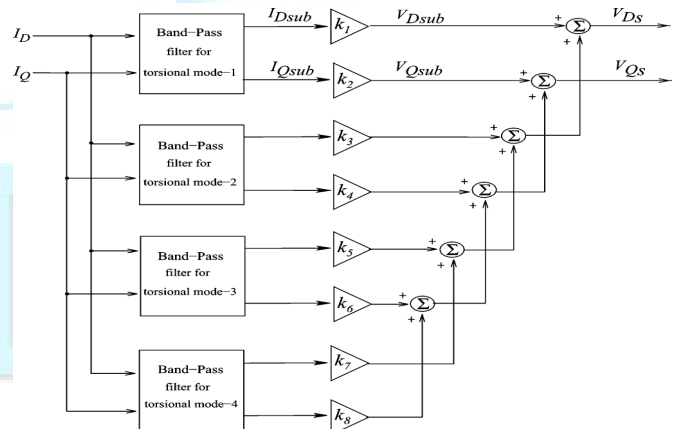 I_Dsub k_1 V_Dsub + Σ V_Ds
I_D
Band−Pass
filter for
torsional mode−1
+
I_Q
I_Qsub k_2 V_Qsub + Σ V_Qs
+
Band−Pass
filter for
torsional mode−2
k_3 + Σ
+
k_4 + Σ
+
Band−Pass
filter for
torsional mode−3
k_5 + Σ
+
k_6 + Σ
+
Band−Pass
filter for
torsional mode−4
k_7
k_8